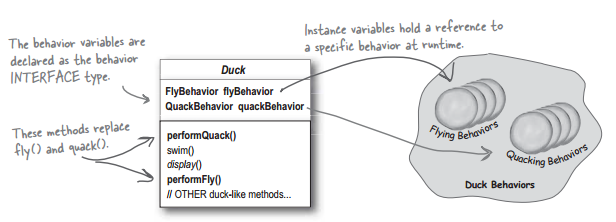 The behavior variables are
declared as the behavior
INTERFACE type.
These methods replace
fly() and quack().
Duck
FlyBehavior flyBehavior
QuackBehavior quackBehavior
performQuack()
swim()
display()
performFly()
// OTHER duck-like methods...
Instance variables hold a reference to
a specific behavior at runtime.
Flying Behaviors
Quacking Behaviors
Duck Behaviors